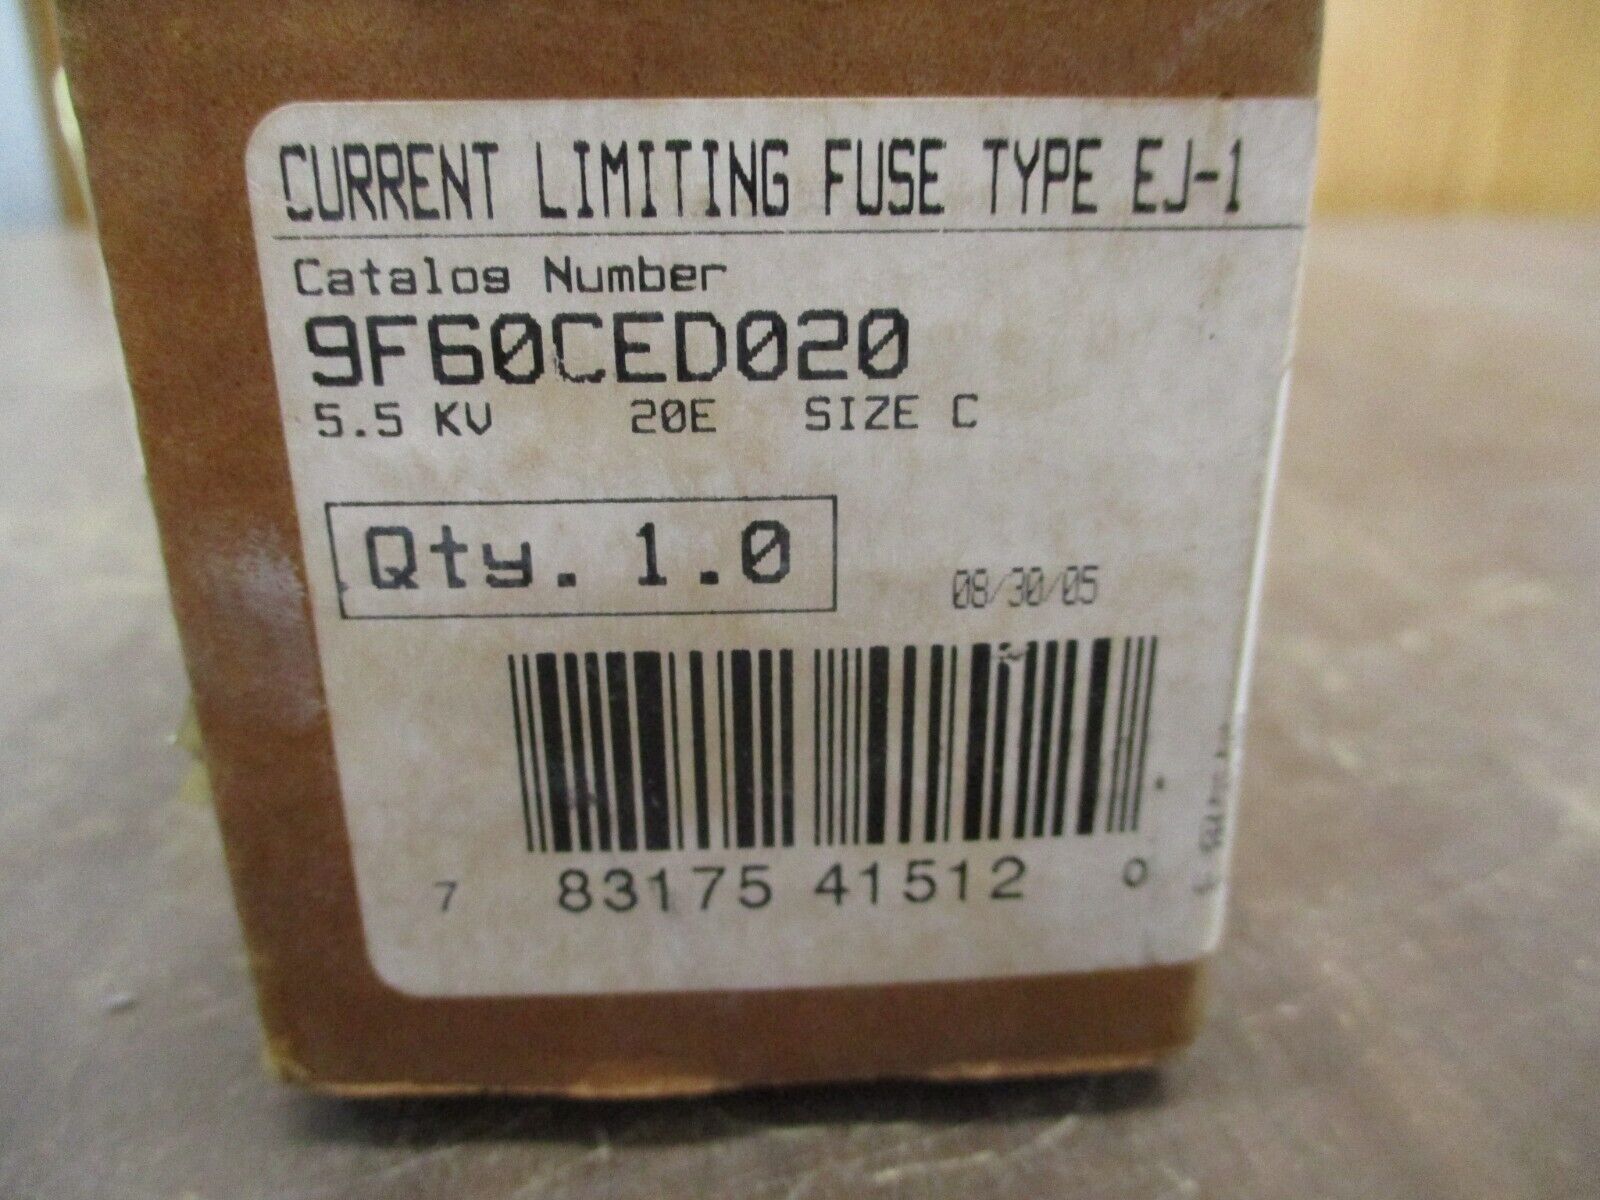 CURRENT LIMITING FUSE TYPE EJ-1
Catalog Number
9F60CED020
5.5 KV 20E SIZE C
Qty. 1.0
08/30/05
7 83175 41512 0